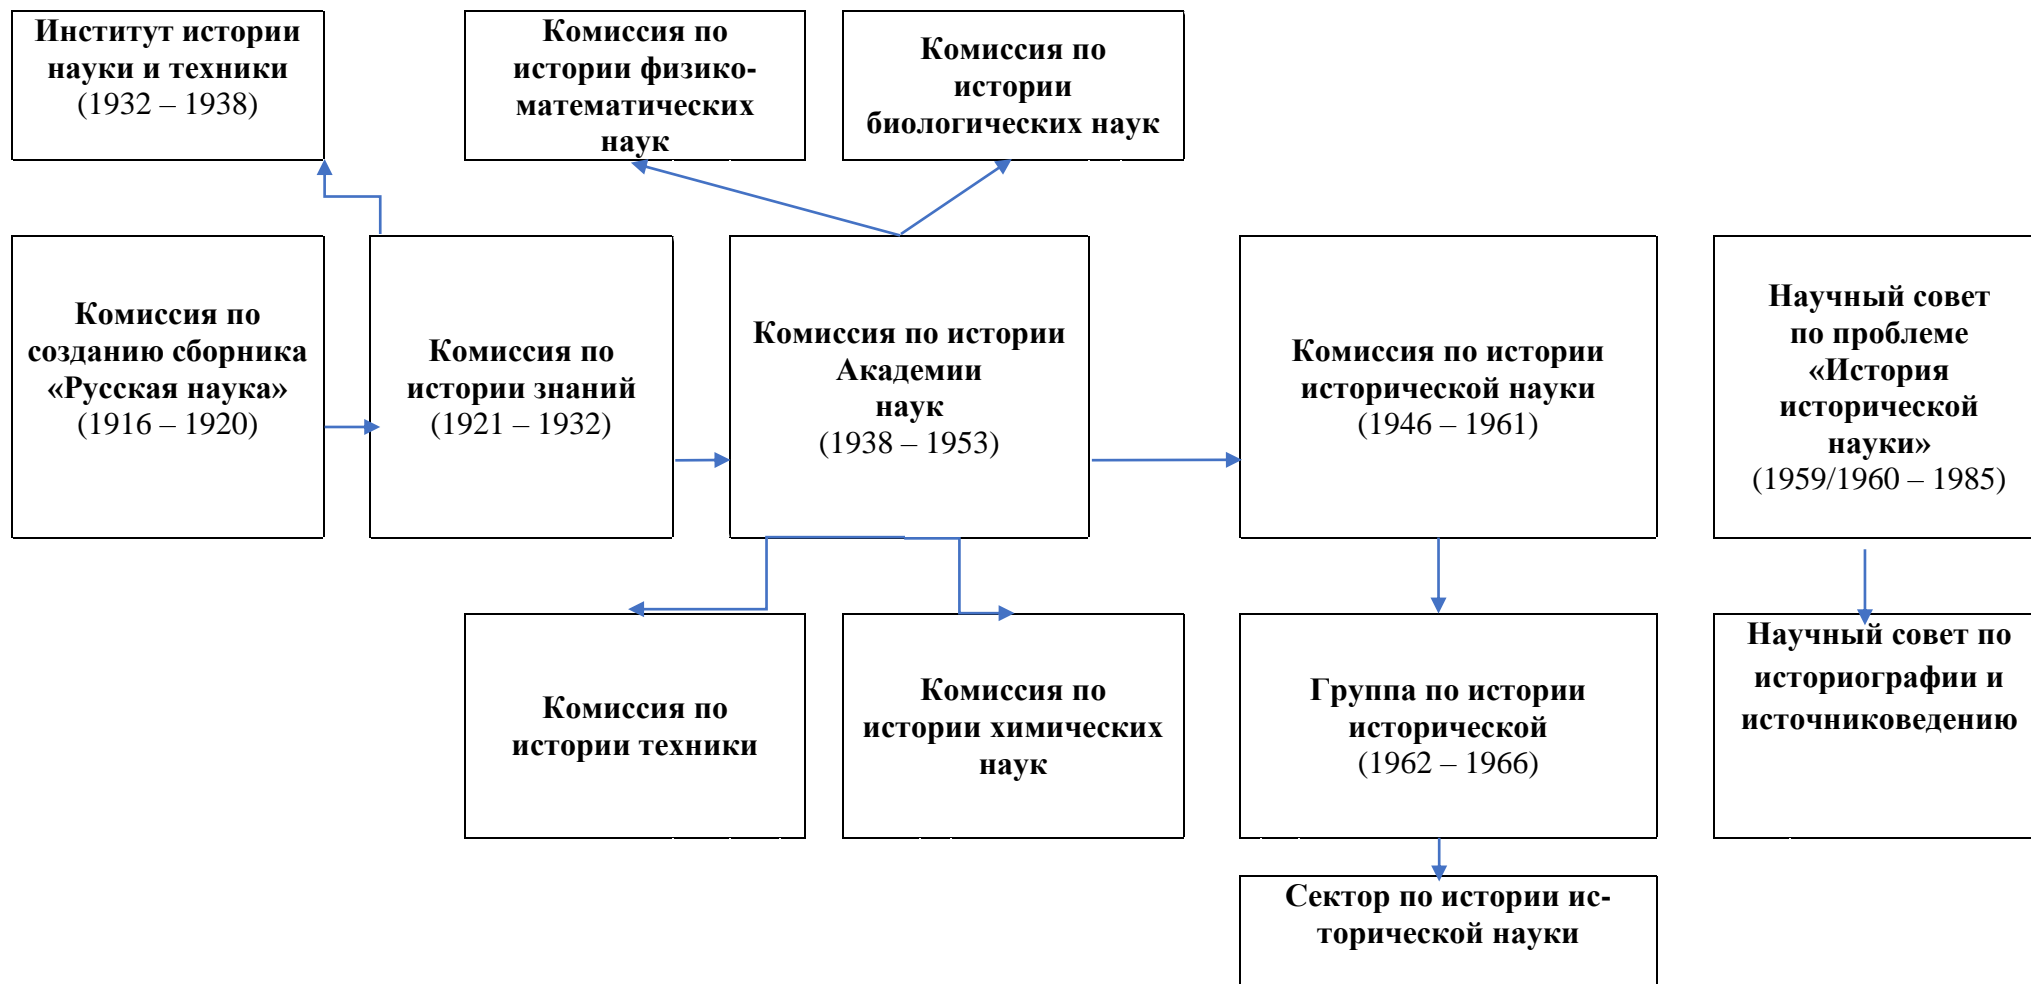 Институт истории
науки и техники
(1932 – 1938)
Комиссия по
истории физико-
математических
наук
Комиссия по
истории
биологических наук
Комиссия по
созданию сборника
«Русская наука»
(1916 – 1920)
Комиссия по
истории знаний
(1921 – 1932)
Комиссия по истории
Академии
наук
(1938 – 1953)
Комиссия по истории
исторической науки
(1946 – 1961)
Научный совет
по проблеме
«История
исторической
науки»
(1959/1960 – 1985)
Комиссия по
истории техники
Комиссия по
истории химических
наук
Группа по истории
исторической
(1962 – 1966)
Научный совет по
историографии и
источниковедению
Сектор по истории ис-
торической науки